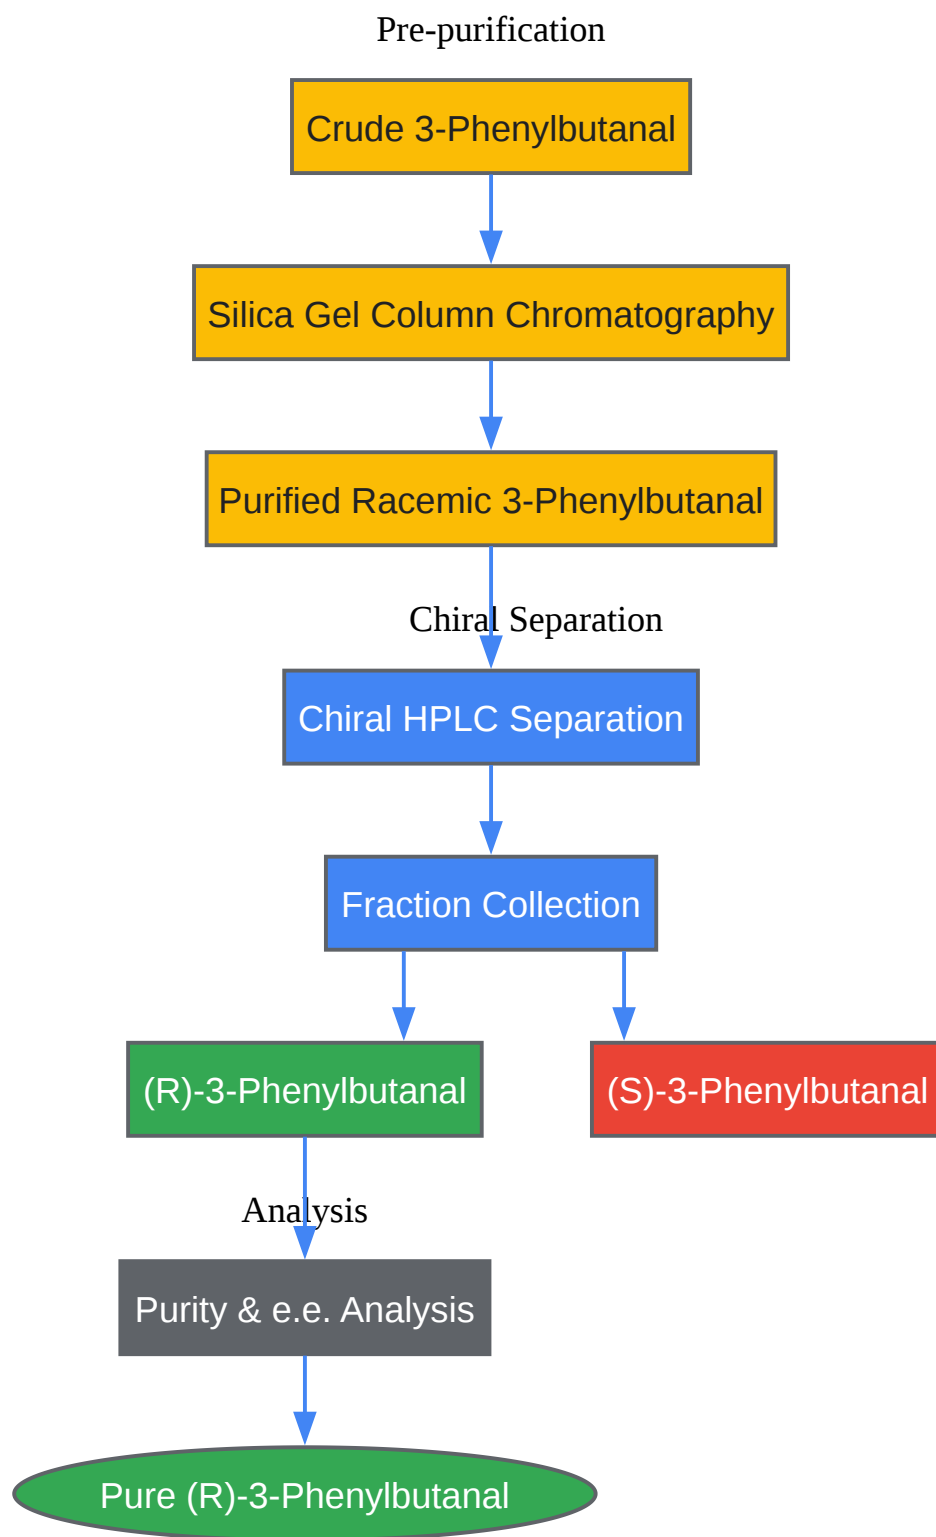 Pre-purification
Crude 3-Phenylbutanal
Silica Gel Column Chromatography
Purified Racemic 3-Phenylbutanal
Chiral Separation
Chiral HPLC Separation
Fraction Collection
(R)-3-Phenylbutanal
(S)-3-Phenylbutanal
Analysis
Purity & e.e. Analysis
Pure (R)-3-Phenylbutanal